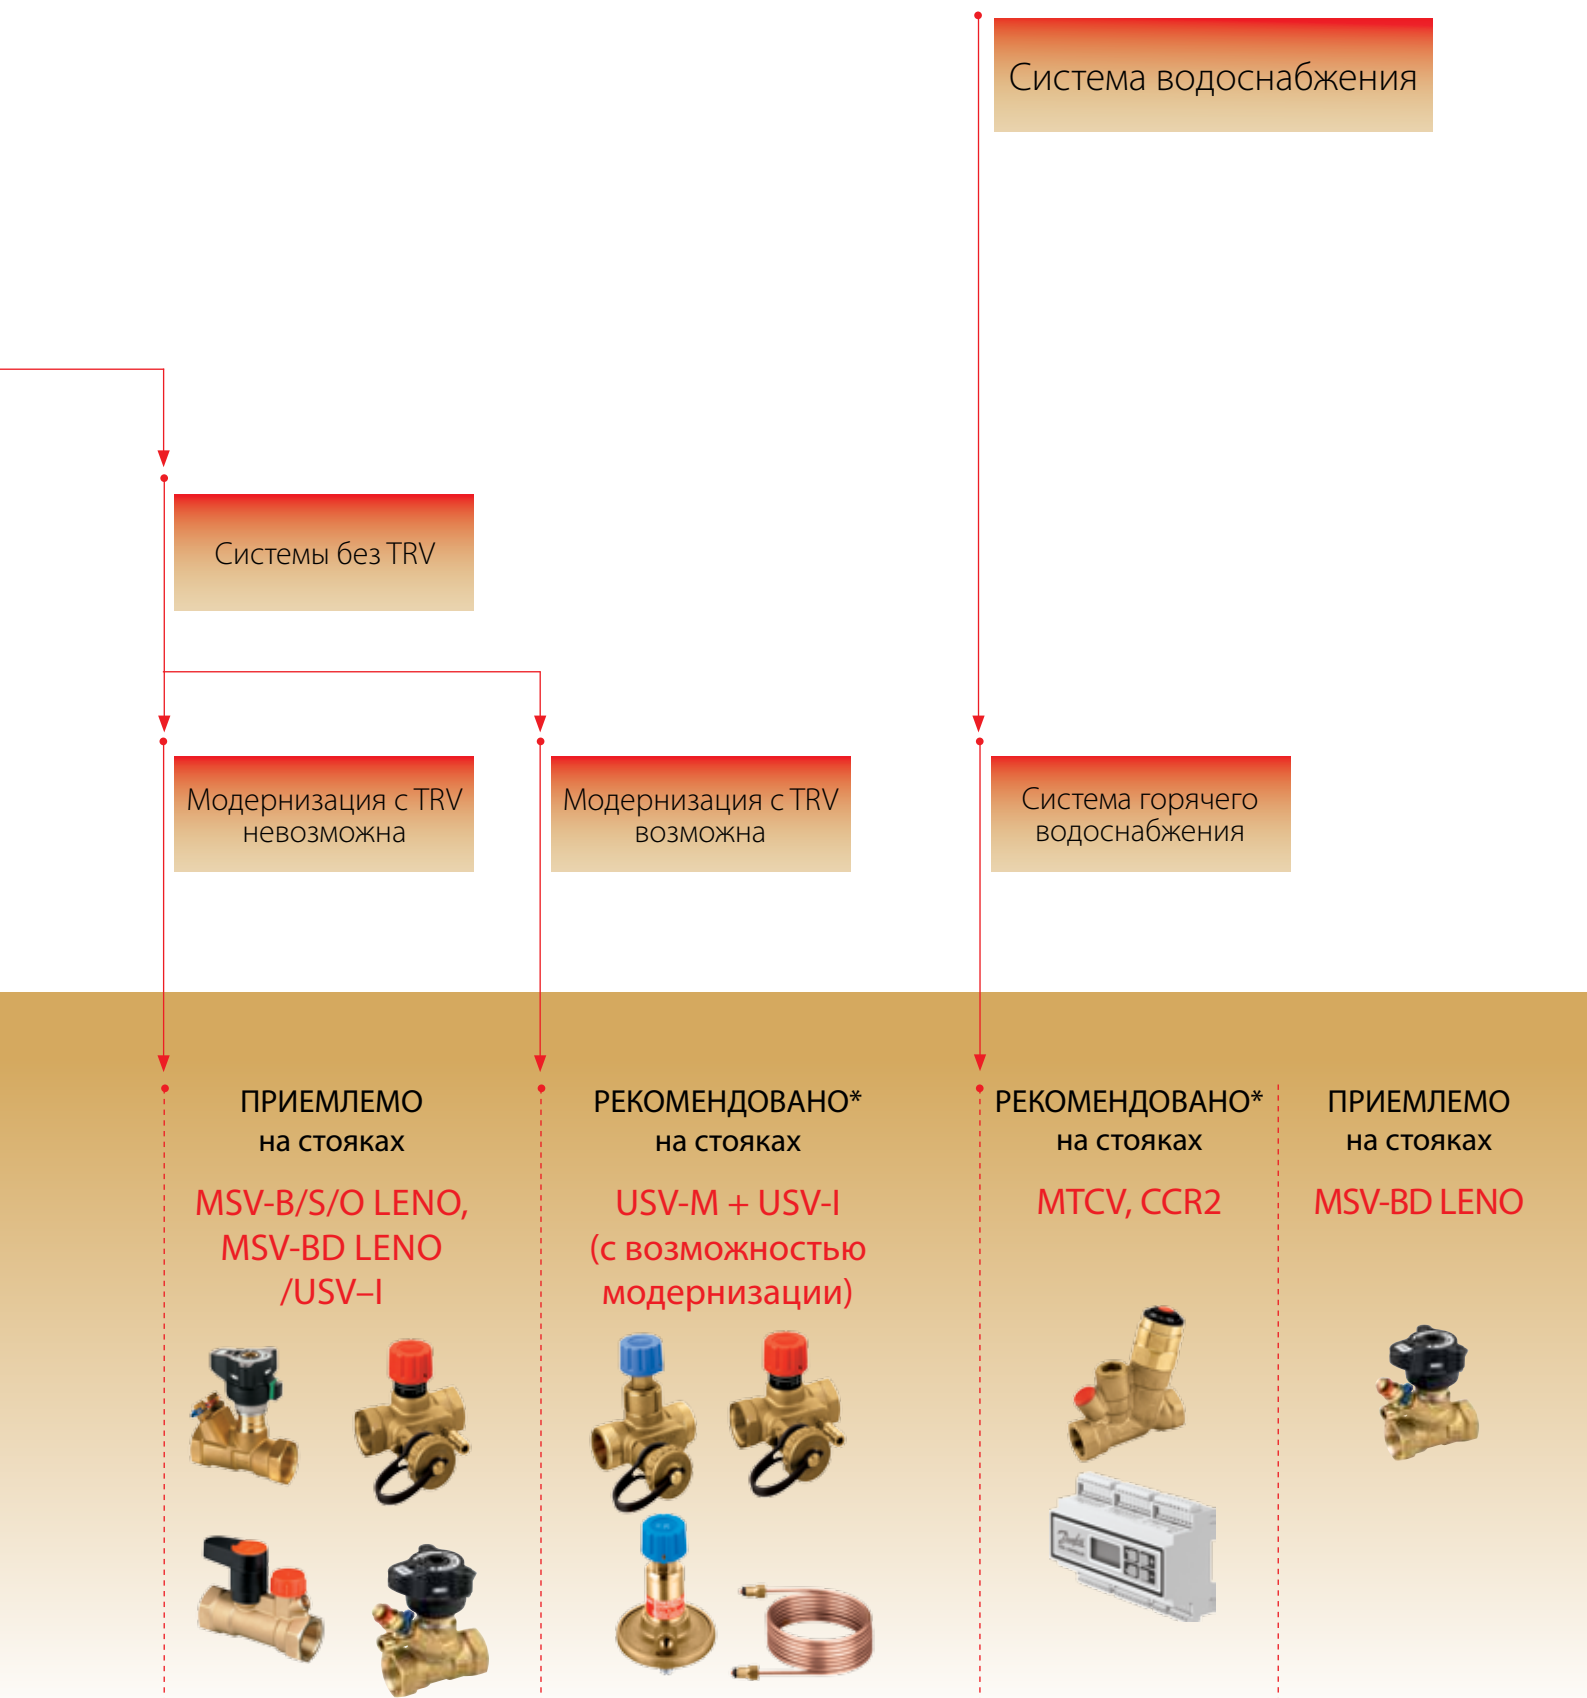 Система водоснабжения
Системы без TRV
Модернизация с TRV
невозможна
Модернизация с TRV
возможна
Система горячего
водоснабжения
ПРИЕМЛЕМО
на стояках
MSV-B/S/O LENO,
MSV-BD LENO
/USV–I
РЕКОМЕНДОВАНО*
на стояках
USV-M + USV-I
(с возможностью
модернизации)
РЕКОМЕНДОВАНО*
на стояках
MTCV, CCR2
Danfoss
ПРИЕМЛЕМО
на стояках
MSV-BD LENO